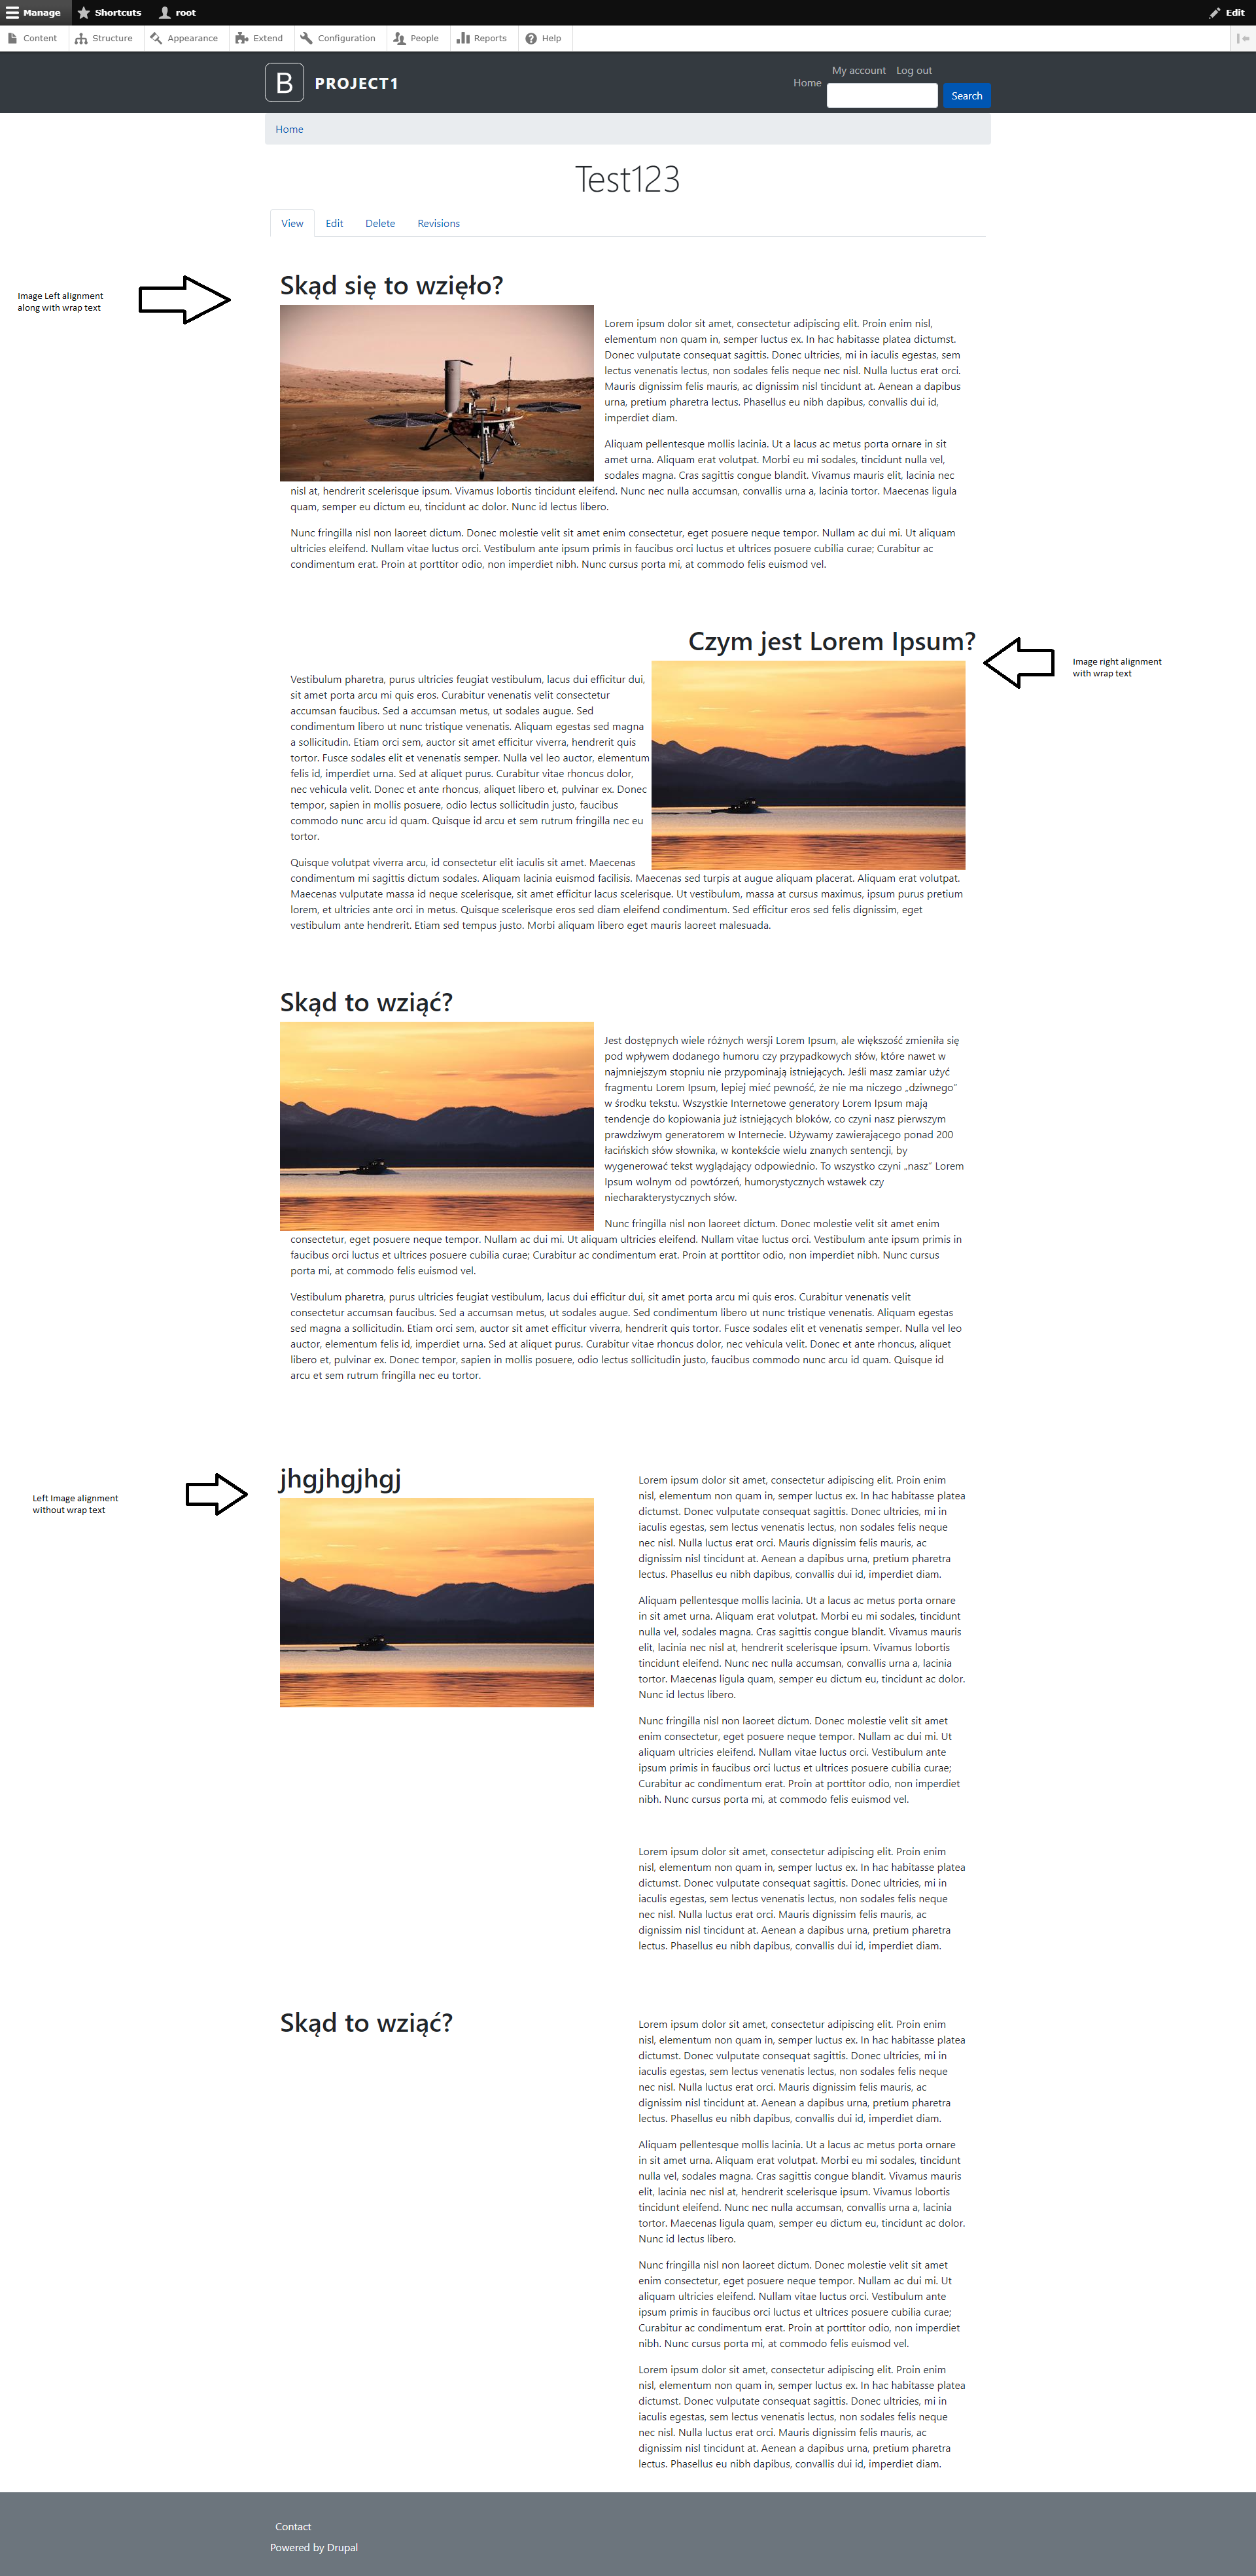 Manage Shortcuts root Edit
Content Structure Appearance Extend Configuration People Reports Help
B PROJECT1
My account Log out
Home
Search
Home
Test123
View Edit Delete Revisions
Image Left alignment
along with wrap text
Skąd się to wzięło?
Lorem ipsum dolor sit amet, consectetur adipiscing elit. Proin enim nisl,
elementum non quam in, semper luctus ex. In hac habitasse platea dictumst.
Donec vulputate consequat sagittis. Donec ultricies, mi in iaculis egestas, sem
lectus venenatis lectus, non sodales felis neque nec nisl. Nulla luctus erat orci.
Mauris dignissim felis mauris, ac dignissim nisl tincidunt at. Aenean a dapibus
urna, pretium pharetra lectus. Phasellus eu nibh dapibus, convallis dui id,
imperdiet diam.
Aliquam pellentesque mollis lacinia. Ut a lacus ac metus porta ornare in sit
amet urna. Aliquam erat volutpat. Morbi eu mi sodales, tincidunt nulla vel,
sodales magna. Cras sagittis congue blandit. Vivamus mauris elit, lacinia nec
nisl at, hendrerit scelerisque ipsum. Vivamus lobortis tincidunt eleifend. Nunc nec nulla accumsan, convallis urna a, lacinia tortor. Maecenas ligula
quam, semper eu dictum eu, tincidunt ac dolor. Nunc id lectus libero.
Nunc fringilla nisl non laoreet dictum. Donec molestie velit sit amet enim consectetur, eget posuere neque tempor. Nullam ac dui mi. Ut aliquam
ultricies eleifend. Nullam vitae luctus orci. Vestibulum ante ipsum primis in faucibus orci luctus et ultrices posuere cubilia curae; Curabitur ac
condimentum erat. Proin at porttitor odio, non imperdiet nibh. Nunc cursus porta mi, at commodo felis euismod vel.
Czym jest Lorem Ipsum?
Image right alignment
with wrap text
Vestibulum pharetra, purus ultricies feugiat vestibulum, lacus dui efficitur dui,
sit amet porta arcu mi quis eros. Curabitur venenatis velit consectetur
accumsan faucibus. Sed a accumsan metus, ut sodales augue. Sed
condimentum libero ut nunc tristique venenatis. Aliquam egestas sed magna
a sollicitudin. Etiam orci sem, auctor sit amet efficitur viverra, hendrerit quis
tortor. Fusce sodales elit et venenatis semper. Nulla vel leo auctor, elementum
felis id, imperdiet urna. Sed at aliquet purus. Curabitur vitae rhoncus dolor,
nec vehicula velit. Donec et ante rhoncus, aliquet libero et, pulvinar ex. Donec
tempor, sapien in mollis posuere, odio lectus sollicitudin justo, faucibus
commodo nunc arcu id quam. Quisque id arcu et sem rutrum fringilla nec eu
tortor.
Quisque volutpat viverra arcu, id consectetur elit iaculis sit amet. Maecenas
condimentum mi sagittis dictum sodales. Aliquam lacinia euismod facilisis. Maecenas sed turpis at augue aliquam placerat. Aliquam erat volutpat.
Maecenas vulputate massa id neque scelerisque, sit amet efficitur lacus scelerisque. Ut vestibulum, massa at cursus maximus, ipsum purus pretium
lorem, et ultricies ante orci in metus. Quisque scelerisque eros sed diam eleifend condimentum. Sed efficitur eros sed felis dignissim, eget
vestibulum ante hendrerit. Etiam sed tempus justo. Morbi aliquam libero eget mauris laoreet malesuada.
Skąd to wziąć?
Jest dostępnych wiele różnych wersji Lorem Ipsum, ale większość zmieniła się
pod wpływem dodanego humoru czy przypadkowych słów, które nawet w
najmniejszym stopniu nie przypominają istniejących. Jeśli masz zamiar użyć
fragmentu Lorem Ipsum, lepiej mieć pewność, że nie ma niczego „dziwnego”
w środku tekstu. Wszystkie Internetowe generatory Lorem Ipsum mają
tendencje do kopiowania już istniejących bloków, co czyni nasz pierwszym
prawdziwym generatorem w Internecie. Używamy zawierającego ponad 200
łacińskich słów słownika, w kontekście wielu znanych sentencji, by
wygenerować tekst wyglądający odpowiednio. To wszystko czyni „nasz” Lorem
Ipsum wolnym od powtórzeń, humorystycznych wstawek czy
niecharakterystycznych słów.
Nunc fringilla nisl non laoreet dictum. Donec molestie velit sit amet enim
consectetur, eget posuere neque tempor. Nullam ac dui mi. Ut aliquam ultricies eleifend. Nullam vitae luctus orci. Vestibulum ante ipsum primis in
faucibus orci luctus et ultrices posuere cubilia curae; Curabitur ac condimentum erat. Proin at porttitor odio, non imperdiet nibh. Nunc cursus
porta mi, at commodo felis euismod vel.
Vestibulum pharetra, purus ultricies feugiat vestibulum, lacus dui efficitur dui, sit amet porta arcu mi quis eros. Curabitur venenatis velit
consectetur accumsan faucibus. Sed a accumsan metus, ut sodales augue. Sed condimentum libero ut nunc tristique venenatis. Aliquam egestas
sed magna a sollicitudin. Etiam orci sem, auctor sit amet efficitur viverra, hendrerit quis tortor. Fusce sodales elit et venenatis semper. Nulla vel leo
auctor, elementum felis id, imperdiet urna. Sed at aliquet purus. Curabitur vitae rhoncus dolor, nec vehicula velit. Donec et ante rhoncus, aliquet
libero et, pulvinar ex. Donec tempor, sapien in mollis posuere, odio lectus sollicitudin justo, faucibus commodo nunc arcu id quam. Quisque id
arcu et sem rutrum fringilla nec eu tortor.
Left Image alignment
without wrap text
jhgjhgjhgj
Lorem ipsum dolor sit amet, consectetur adipiscing elit. Proin enim
nisl, elementum non quam in, semper luctus ex. In hac habitasse platea
dictumst. Donec vulputate consequat sagittis. Donec ultricies, mi in
iaculis egestas, sem lectus venenatis lectus, non sodales felis neque
nec nisl. Nulla luctus erat orci. Mauris dignissim felis mauris, ac
dignissim nisl tincidunt at. Aenean a dapibus urna, pretium pharetra
lectus. Phasellus eu nibh dapibus, convallis dui id, imperdiet diam.
Aliquam pellentesque mollis lacinia. Ut a lacus ac metus porta ornare
in sit amet urna. Aliquam erat volutpat. Morbi eu mi sodales, tincidunt
nulla vel, sodales magna. Cras sagittis congue blandit. Vivamus mauris
elit, lacinia nec nisl at, hendrerit scelerisque ipsum. Vivamus lobortis
tincidunt eleifend. Nunc nec nulla accumsan, convallis urna a, lacinia
tortor. Maecenas ligula quam, semper eu dictum eu, tincidunt ac dolor.
Nunc id lectus libero.
Nunc fringilla nisl non laoreet dictum. Donec molestie velit sit amet
enim consectetur, eget posuere neque tempor. Nullam ac dui mi. Ut
aliquam ultricies eleifend. Nullam vitae luctus orci. Vestibulum ante
ipsum primis in faucibus orci luctus et ultrices posuere cubilia curae;
Curabitur ac condimentum erat. Proin at porttitor odio, non imperdiet
nibh. Nunc cursus porta mi, at commodo felis euismod vel.
Lorem ipsum dolor sit amet, consectetur adipiscing elit. Proin enim
nisl, elementum non quam in, semper luctus ex. In hac habitasse platea
dictumst. Donec vulputate consequat sagittis. Donec ultricies, mi in
iaculis egestas, sem lectus venenatis lectus, non sodales felis neque
nec nisl. Nulla luctus erat orci. Mauris dignissim felis mauris, ac
dignissim nisl tincidunt at. Aenean a dapibus urna, pretium pharetra
lectus. Phasellus eu nibh dapibus, convallis dui id, imperdiet diam.
Skąd to wziąć?
Lorem ipsum dolor sit amet, consectetur adipiscing elit. Proin enim
nisl, elementum non quam in, semper luctus ex. In hac habitasse platea
dictumst. Donec vulputate consequat sagittis. Donec ultricies, mi in
iaculis egestas, sem lectus venenatis lectus, non sodales felis neque
nec nisl. Nulla luctus erat orci. Mauris dignissim felis mauris, ac
dignissim nisl tincidunt at. Aenean a dapibus urna, pretium pharetra
lectus. Phasellus eu nibh dapibus, convallis dui id, imperdiet diam.
Aliquam pellentesque mollis lacinia. Ut a lacus ac metus porta ornare
in sit amet urna. Aliquam erat volutpat. Morbi eu mi sodales, tincidunt
nulla vel, sodales magna. Cras sagittis congue blandit. Vivamus mauris
elit, lacinia nec nisl at, hendrerit scelerisque ipsum. Vivamus lobortis
tincidunt eleifend. Nunc nec nulla accumsan, convallis urna a, lacinia
tortor. Maecenas ligula quam, semper eu dictum eu, tincidunt ac dolor.
Nunc id lectus libero.
Nunc fringilla nisl non laoreet dictum. Donec molestie velit sit amet
enim consectetur, eget posuere neque tempor. Nullam ac dui mi. Ut
aliquam ultricies eleifend. Nullam vitae luctus orci. Vestibulum ante
ipsum primis in faucibus orci luctus et ultrices posuere cubilia curae;
Curabitur ac condimentum erat. Proin at porttitor odio, non imperdiet
nibh. Nunc cursus porta mi, at commodo felis euismod vel.
Lorem ipsum dolor sit amet, consectetur adipiscing elit. Proin enim
nisl, elementum non quam in, semper luctus ex. In hac habitasse platea
dictumst. Donec vulputate consequat sagittis. Donec ultricies, mi in
iaculis egestas, sem lectus venenatis lectus, non sodales felis neque
nec nisl. Nulla luctus erat orci. Mauris dignissim felis mauris, ac
dignissim nisl tincidunt at. Aenean a dapibus urna, pretium pharetra
lectus. Phasellus eu nibh dapibus, convallis dui id, imperdiet diam.
Contact
Powered by Drupal